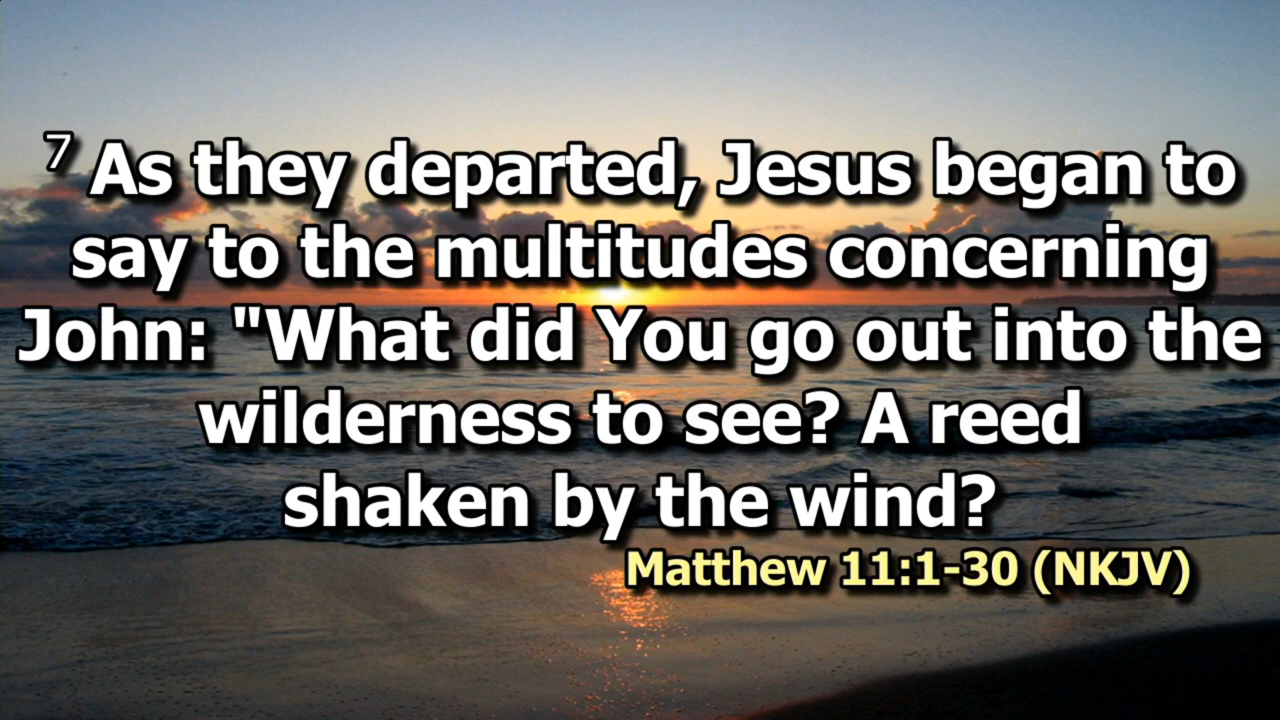 7 As they departed, Jesus began to
say to the multitudes concerning
John: "What did You go out into the
wilderness to see? A reed
shaken by the wind?
Matthew 11:1-30 (NKJV)